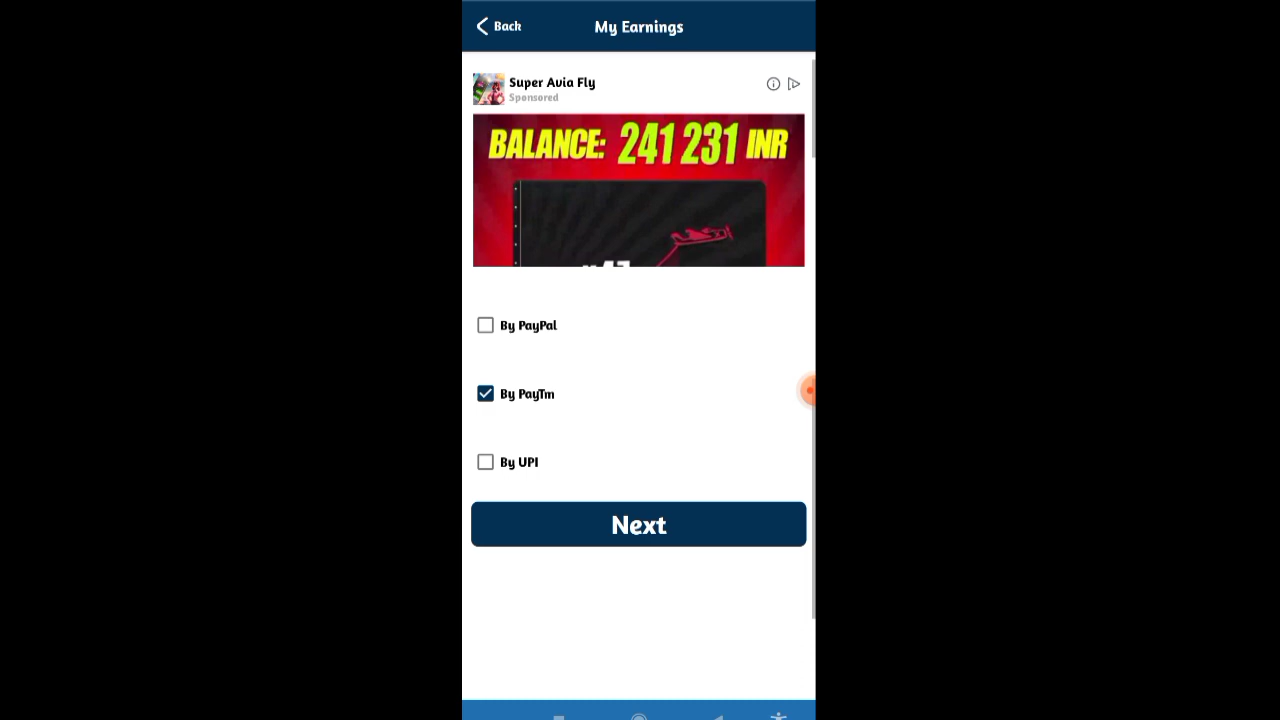 Back
My Earnings
Super Avia Fly
Sponsored
BALANCE: 241 231 INR
By PayPal
By PayTm
By UPI
Next